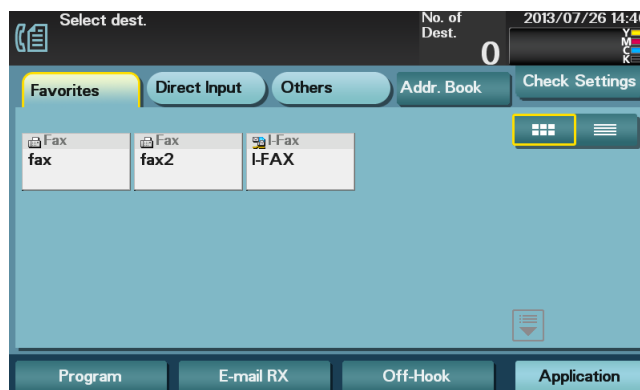 Select dest.
No. of
Dest.
0
2013/07/26 14:4
Y
M
C
K
Favorites
Direct Input
Others
Addr. Book
Check Settings
Fax
fax
Fax
fax2
I-Fax
I-FAX
Program
E-mail RX
Off-Hook
Application